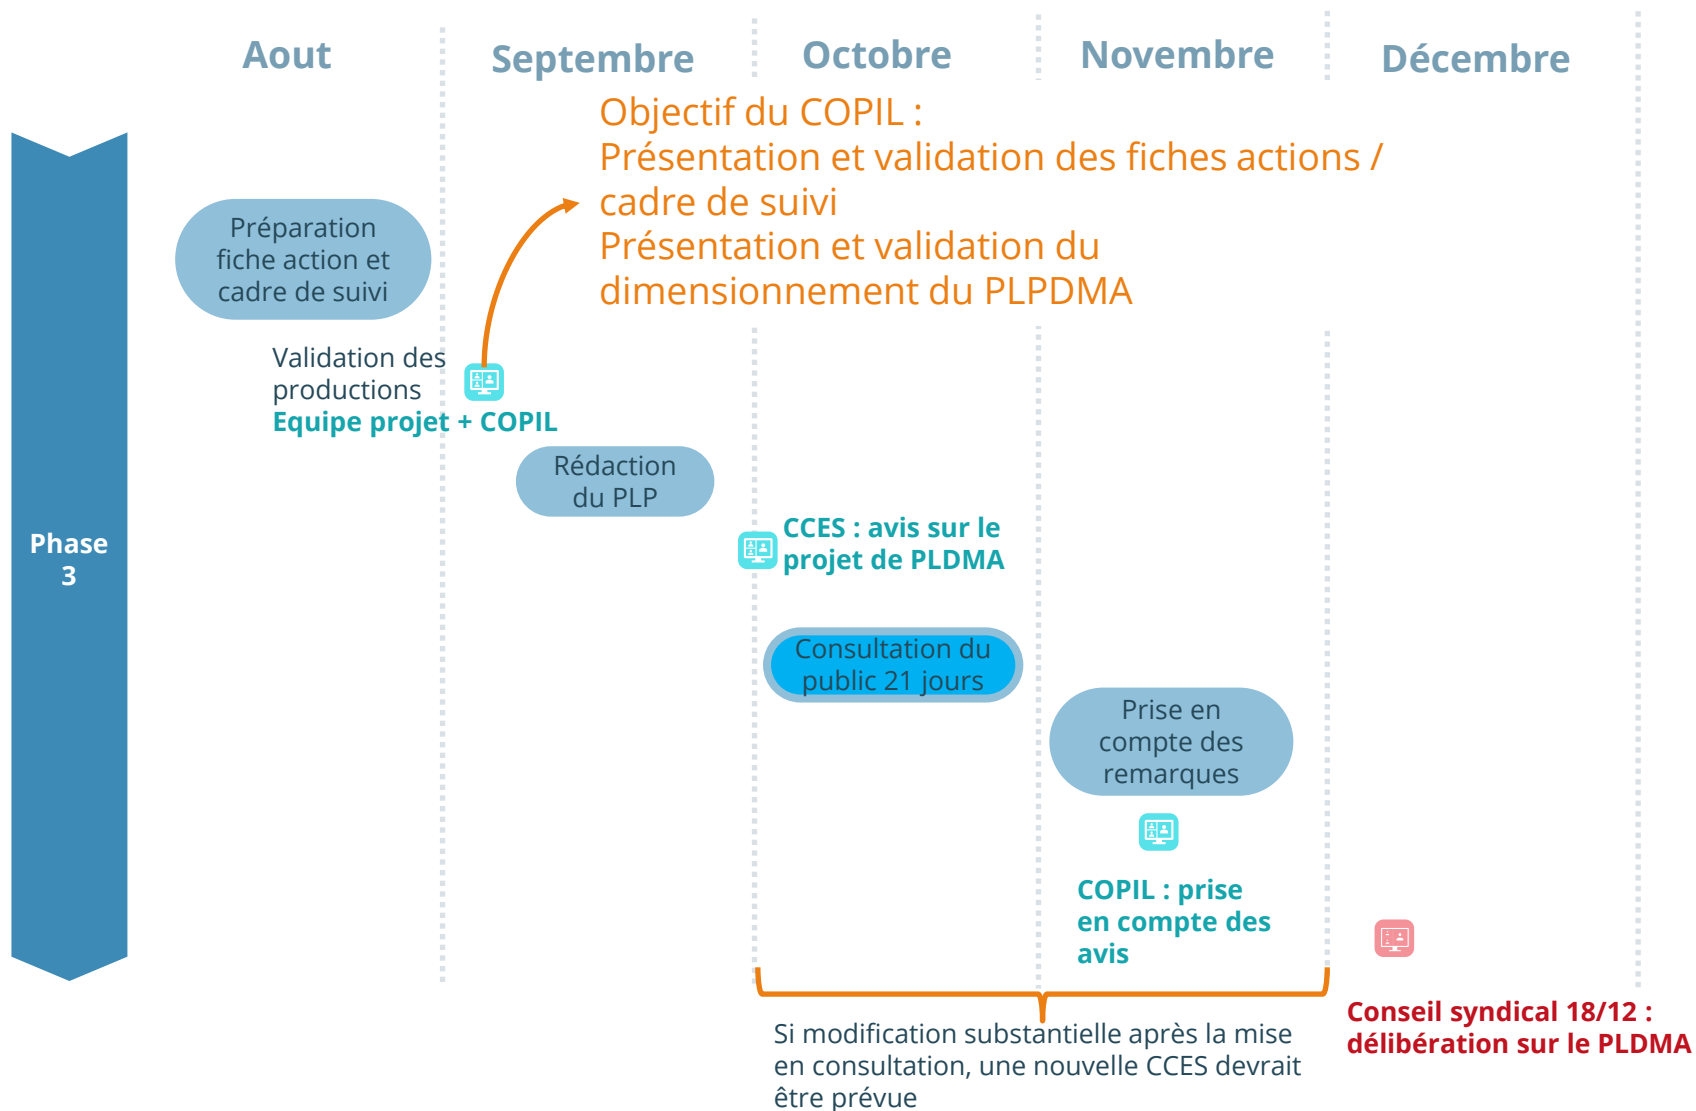 Aout
Septembre
Octobre
Novembre
Décembre
Objectif du COPIL :
Présentation et validation des fiches actions /
cadre de suivi
Présentation et validation du
dimensionnement du PLPDMA
Préparation
fiche action et
cadre de suivi
Validation des
productions
Equipe projet + COPIL
Rédaction
du PLP
Phase
3
CCES : avis sur le
projet de PLDMA
Consultation du
public 21 jours
Prise en
compte des
remarques
COPIL : prise
en compte des
avis
Conseil syndical 18/12 :
délibération sur le PLDMA
Si modification substantielle après la mise
en consultation, une nouvelle CCES devrait
être prévue